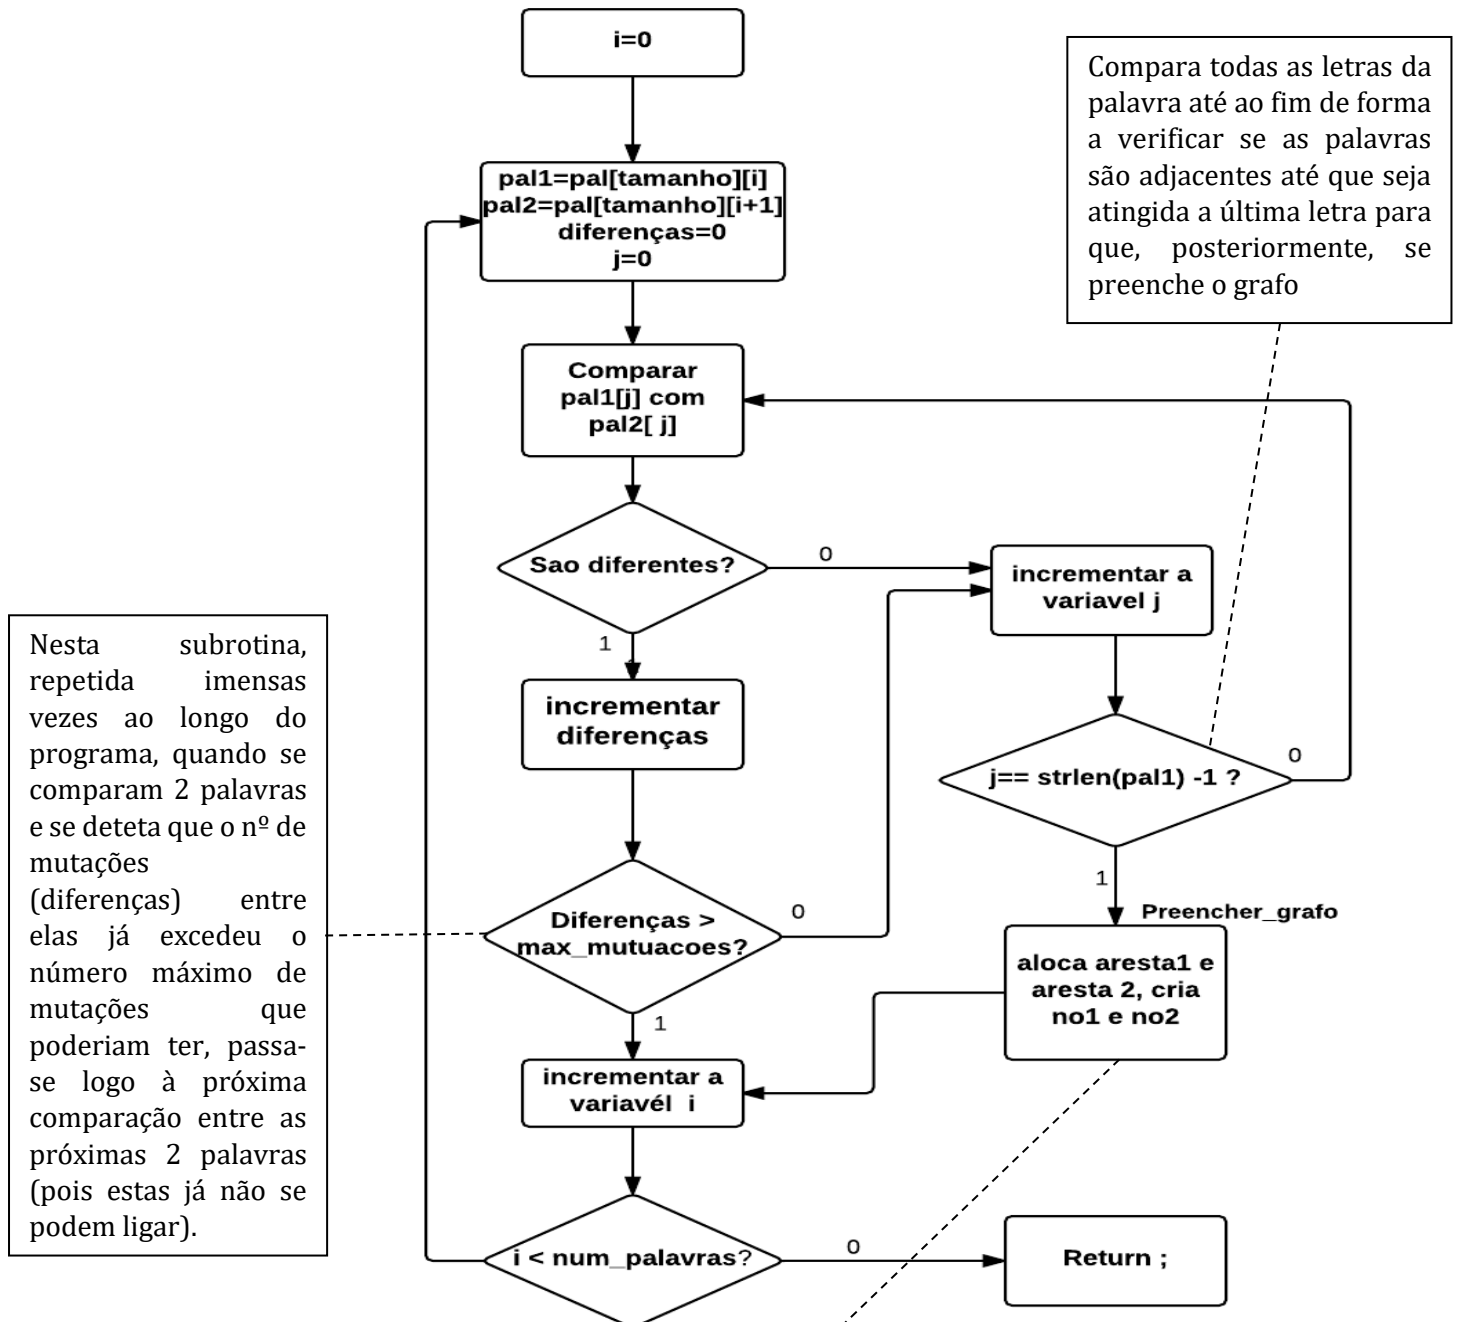 i=0
Compara todas as letras da
palavra até ao fim de forma
a verificar se as palavras
são adjacentes até que seja
atingida a última letra para
que, posteriormente, se
preenche o grafo
pal1=pal[tamanho][i]
pal2=pal[tamanho][i+1]
diferenças=0
j=0
Comparar
pal1[j] com
pal2[ j]
Sao diferentes?
0
1
incrementar a
variavel j
Nesta subrotina,
repetida imensas
vezes ao longo do
programa, quando se
comparam 2 palavras
e se deteta que o nº de
mutações
(diferenças) entre
elas já excedeu o
número máximo de
mutações que
poderiam ter, passa-
se logo à próxima
comparação entre as
próximas 2 palavras
(pois estas já não se
podem ligar).
incrementar
diferenças
j== strlen(pal1) -1 ?
0
1
Diferenças >
max_mutuacoes?
0
1
Preencher_grafo
aloca aresta1 e
aresta 2, cria
no1 e no2
incrementar a
variavél i
i < num_palavras?
0
Return ;